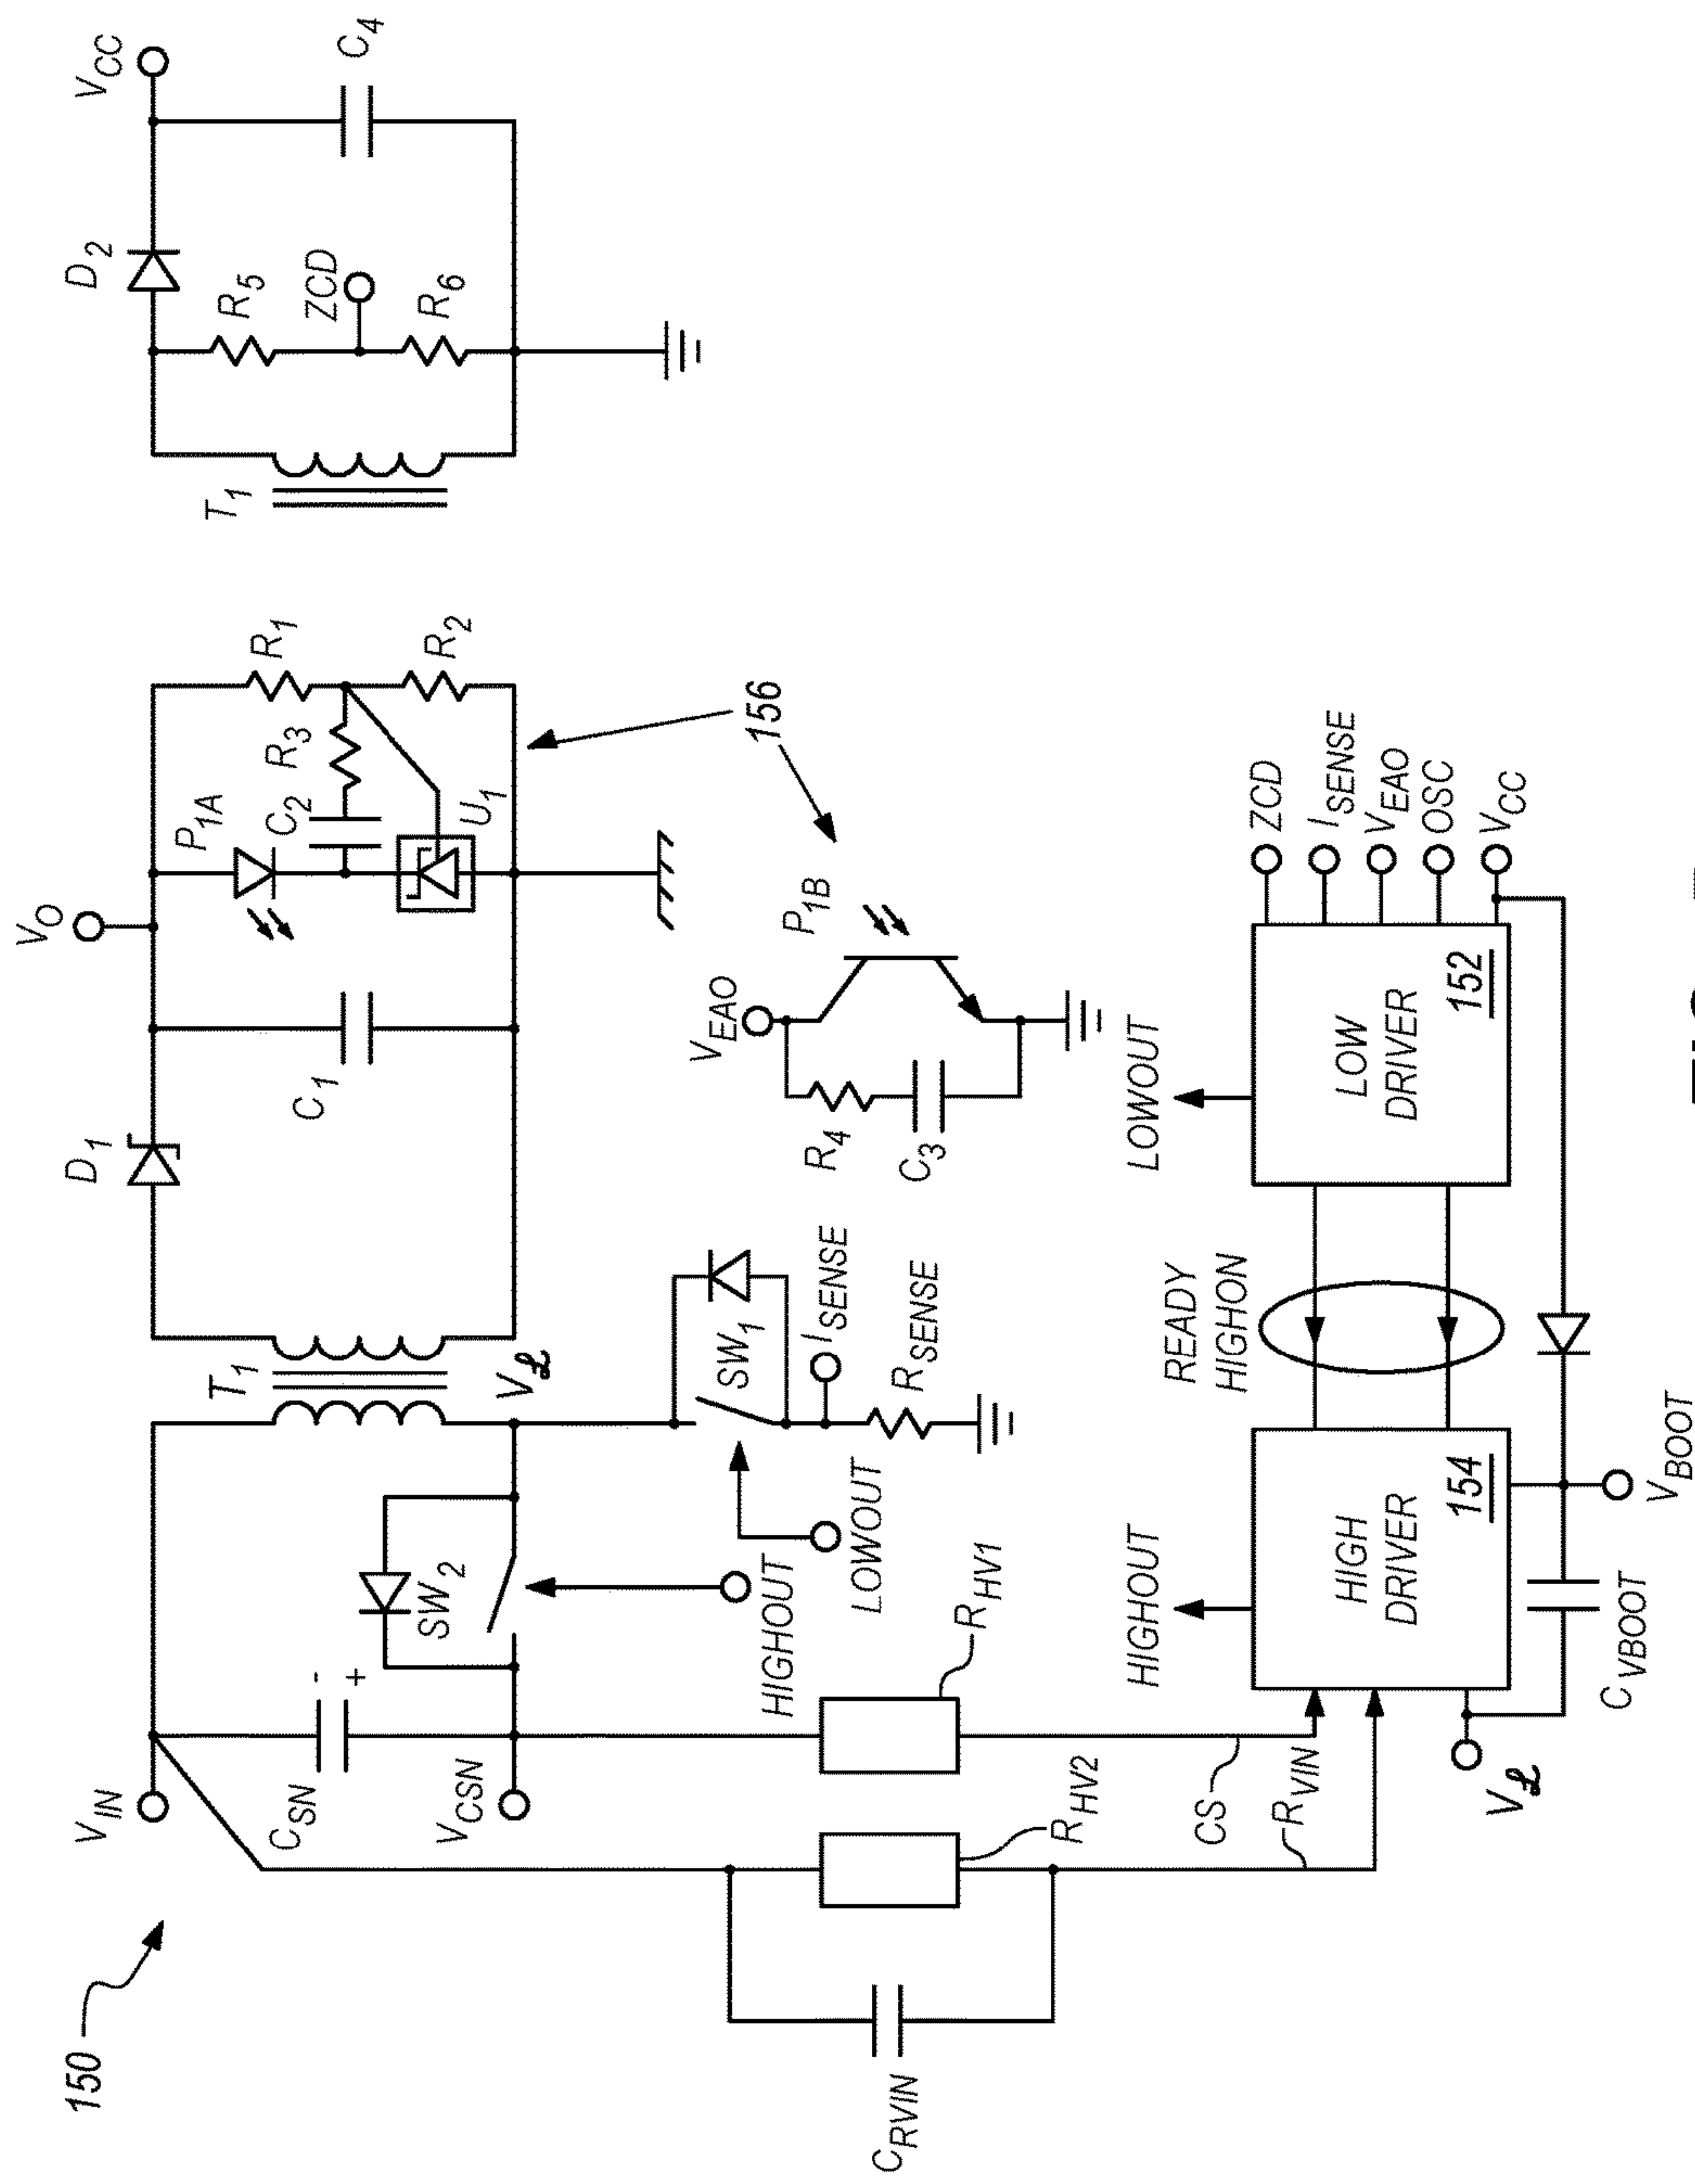 150
V_IN
C_SN
-
+
V_CSN
SW_2
HIGHOUT
T_1
V_ℒ
SW_1
LOWOUT
I_SENSE
R_SENSE
D_1
C_1
V_O
P_1A
C_2
R_3
R_1
R_2
U_1
156
V_EAO
P_1B
R_4
C_3
T_1
D_2
R_5
ZCD
R_6
V_CC
C_4
C_RVIN
R_HV2
R_HV1
CS
R_VIN
HIGHOUT
HIGH
DRIVER
154
V_ℒ
C_VBOOT
V_BOOT
READY
HIGHON
LOWOUT
LOW
DRIVER
152
ZCD
I_SENSE
V_EAO
OSC
V_CC